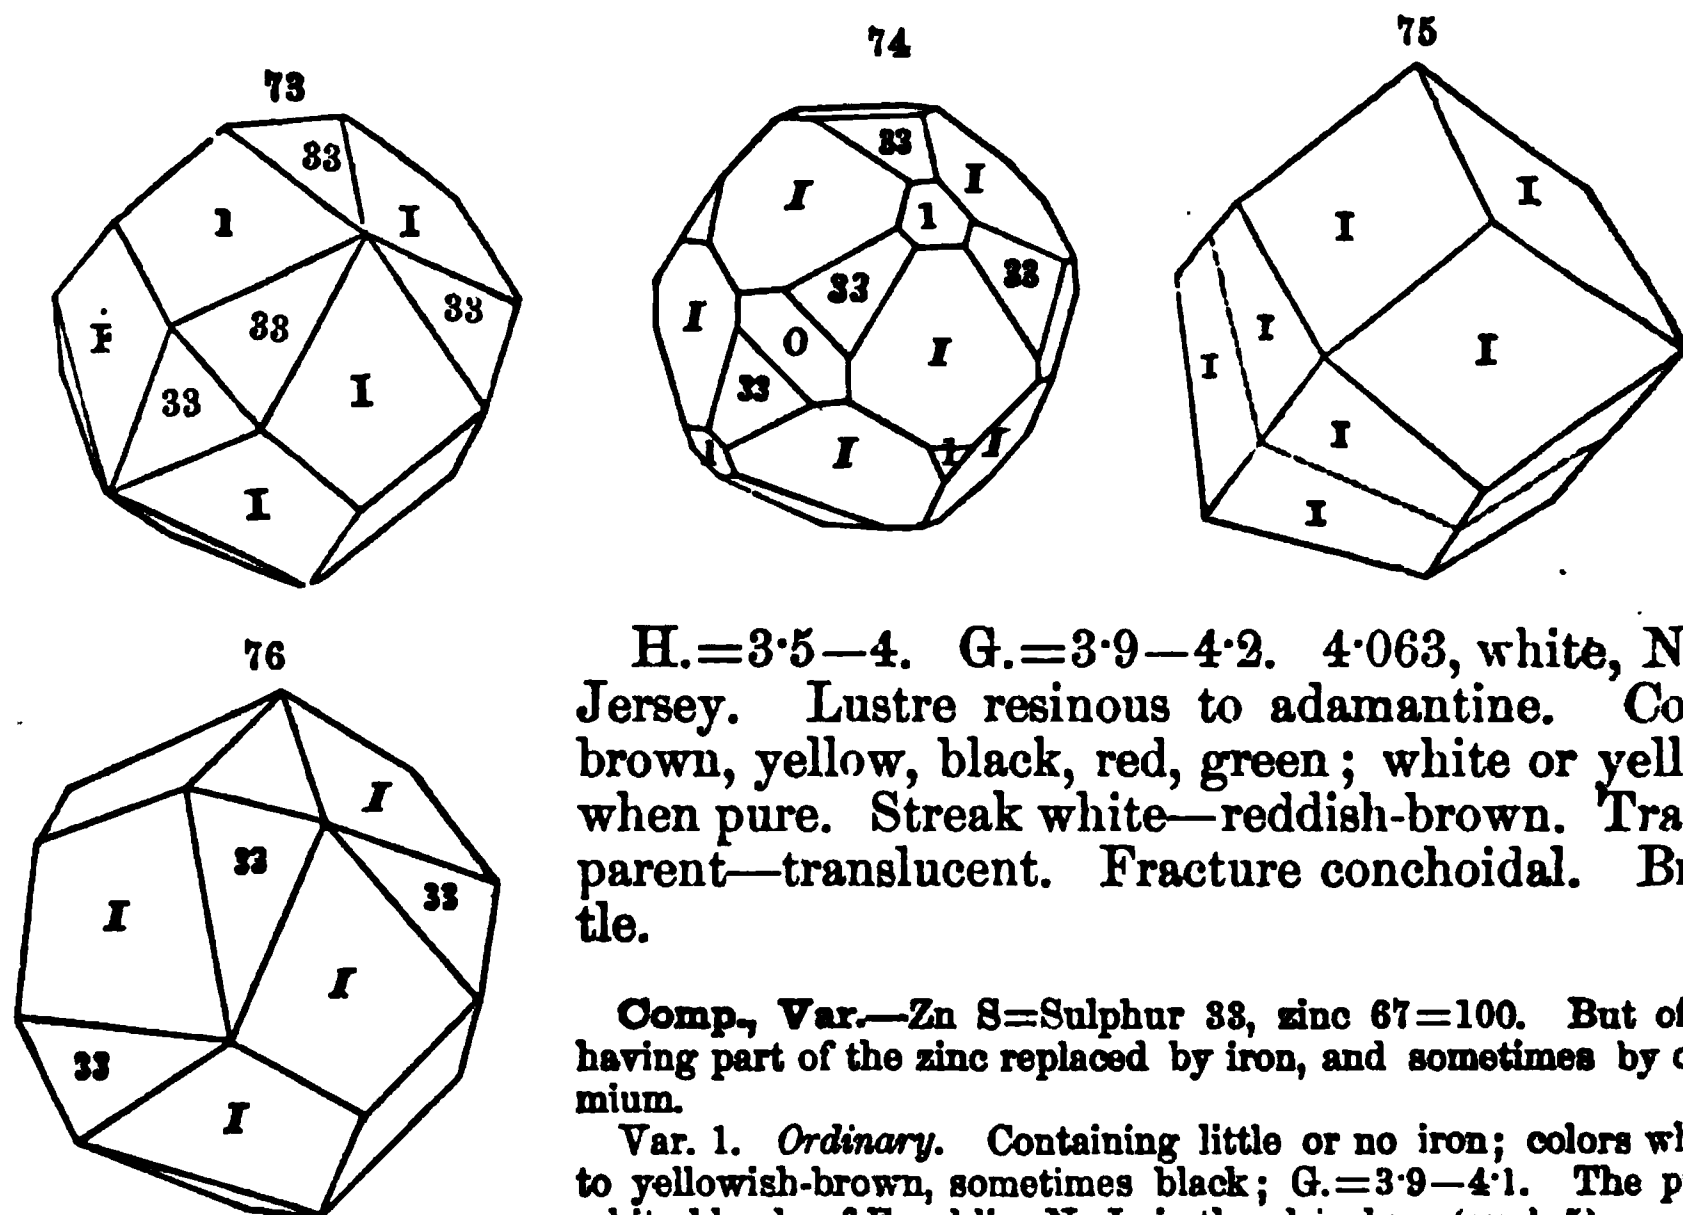 73
74
75
33
1
I
I
33
33
33
I
I
33
I
I
1
33
33
I
O
I
33
1
I
1
I
I
I
I
I
I
I
I
76
I
33
33
I
I
33
I
H.=3·5—4. G.=3·9—4·2. 4·063, white, N
Jersey. Lustre resinous to adamantine. Co
brown, yellow, black, red, green; white or yell
when pure. Streak white—reddish-brown. Tra
parent—translucent. Fracture conchoidal. Br
tle.
Comp., Var.—Zn S=Sulphur 33, zinc 67=100. But of
having part of the zinc replaced by iron, and sometimes by c
mium.
Var. 1. Ordinary. Containing little or no iron; colors wh
to yellowish-brown, sometimes black; G.=3·9—4·1. The p